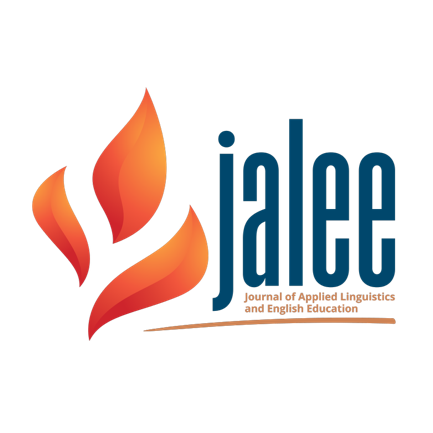 jalee
Journal of Applied Linguistics
and English Education